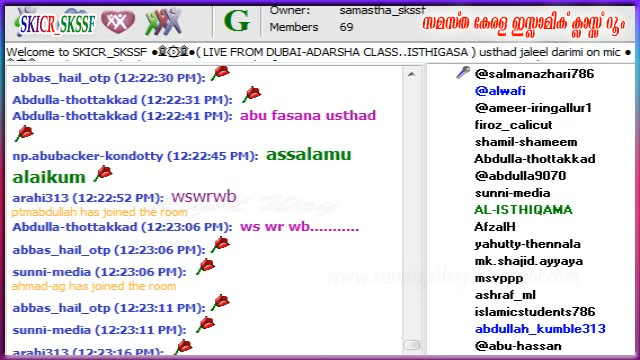 SKICR_SKSSF
G
Owner: samastha_skssf
Members 69
സമസ്ത കേരള ഇസ്ലാമിക് ക്ലാസ്സ് റൂം
Welcome to SKICR_SKSSF ●۩۞۩●( LIVE FROM DUBAI-ADARSHA CLASS..ISTHIGASA ) usthad jaleel darimi on mic ●
abbas_hail_otp (12:22:30 PM):
Abdulla-thottakkad (12:22:31 PM):
Abdulla-thottakkad (12:22:41 PM): abu fasana usthad
np.abubacker-kondotty (12:22:45 PM): assalamu
alaikum
arahi313 (12:22:52 PM): wswrwb
ptmabdullah has joined the room
Abdulla-thottakkad (12:23:06 PM): ws wr wb..........
abbas_hail_otp (12:23:06 PM):
sunni-media (12:23:06 PM):
ahmad-ag has joined the room
abbas_hail_otp (12:23:11 PM):
sunni-media (12:23:11 PM):
arahi313 (12:23:16 PM):
@salmanazhari786
@alwafi
@ameer-iringallur1
firoz_calicut
shamil-shameem
Abdulla-thottakkad
@abdulla9070
sunni-media
AL-ISTHIQAMA
AfzalH
yahutty-thennala
mk.shajid.ayyaya
msvppp
ashraf_ml
islamicstudents786
abdullah_kumble313
@abu-hassan